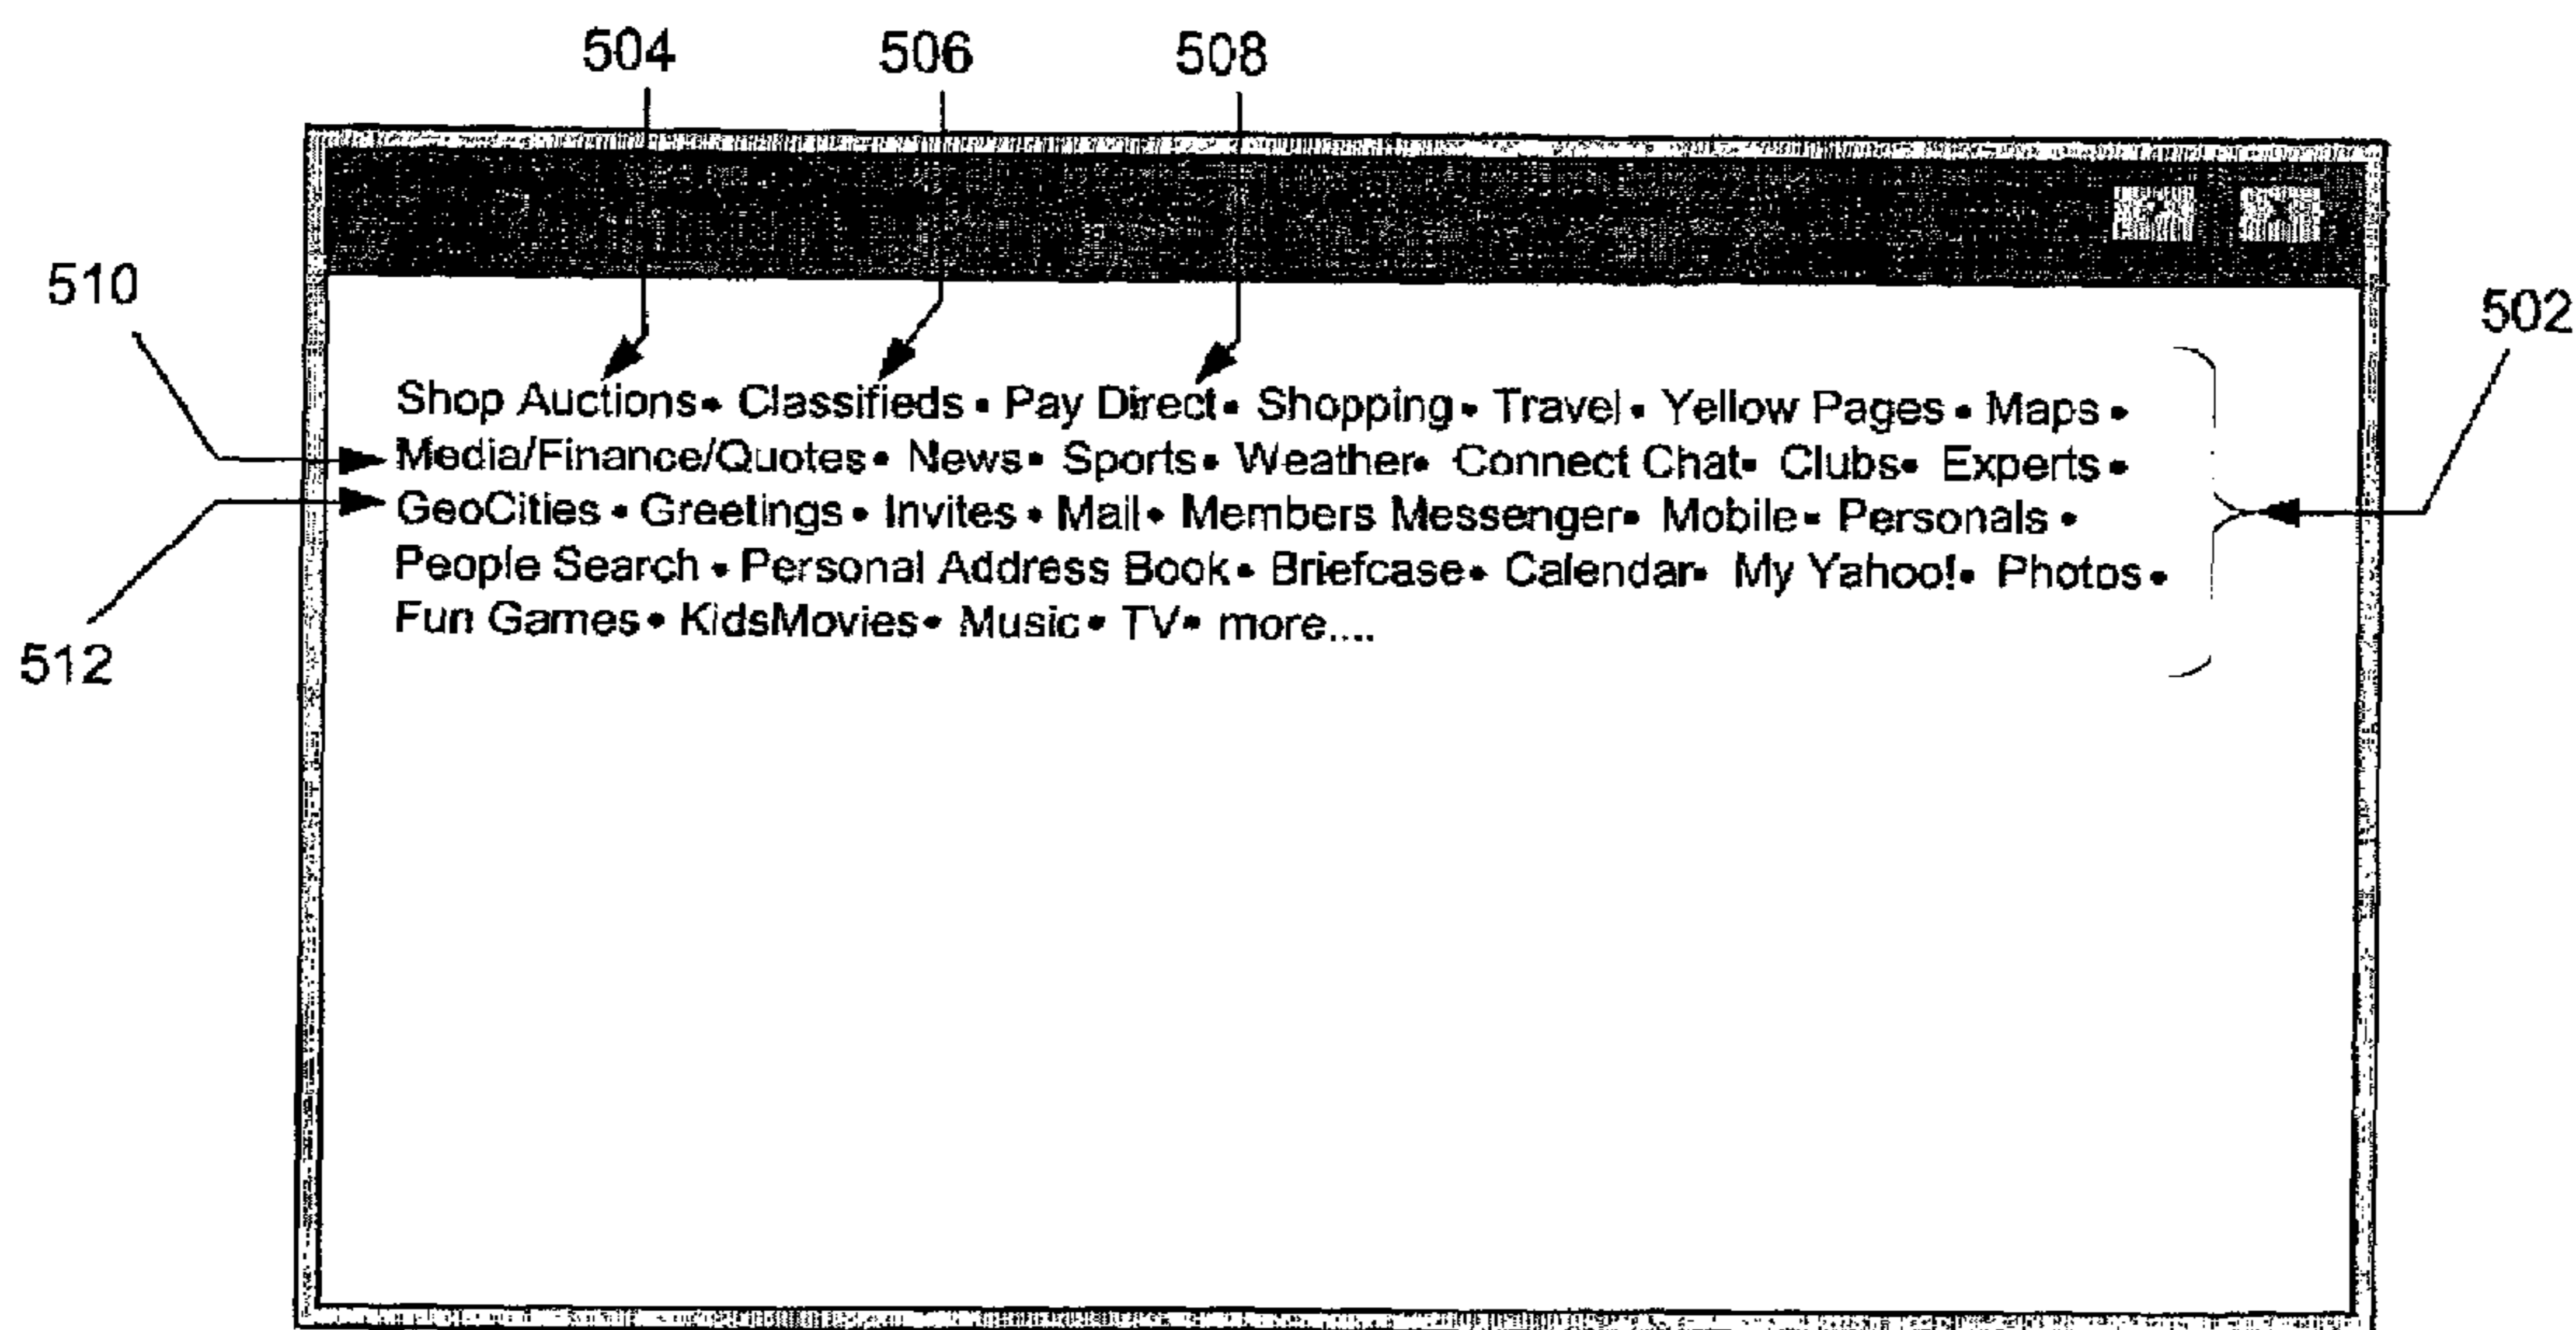 504 506 508
510
502
Shop Auctions• Classifieds • Pay Direct• Shopping• Travel • Yellow Pages • Maps •
Media/Finance/Quotes• News• Sports• Weather• Connect Chat• Clubs• Experts •
GeoCities • Greetings • Invites • Mail• Members Messenger• Mobile• Personals •
People Search • Personal Address Book• Briefcase• Calendar• My Yahoo!• Photos •
Fun Games • KidsMovies• Music • TV• more....
512